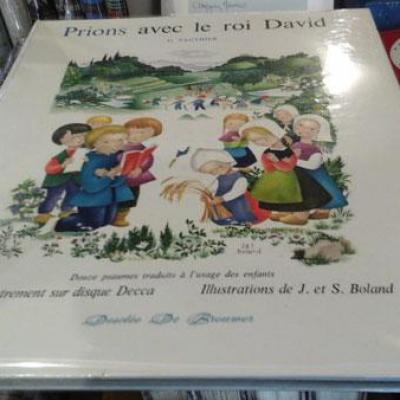 Prions avec le roi David
Douze psaumes traduits à l'usage des enfants
trement sur disque Decca
Illustrations de J. et S. Boland
Desclée De Brouwer